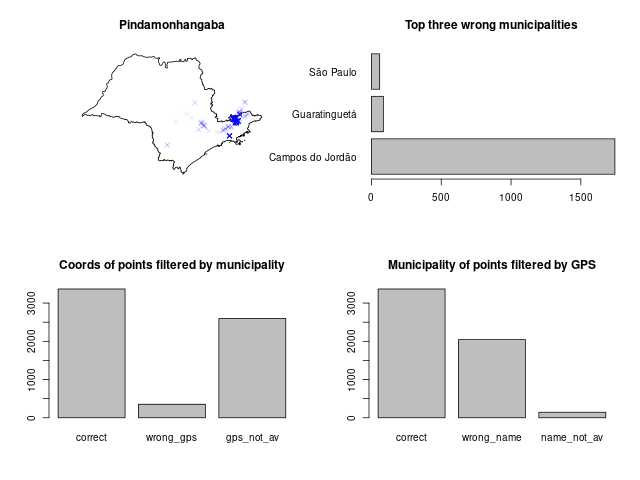 Pindamonhangaba
Top three wrong municipalities
São Paulo
Guaratinguetá
Campos do Jordão
0 500 1000 1500
Coords of points filtered by municipality
3000
2000
1000
0
correct wrong_gps gps_not_av
Municipality of points filtered by GPS
3000
2000
1000
0
correct wrong_name name_not_av